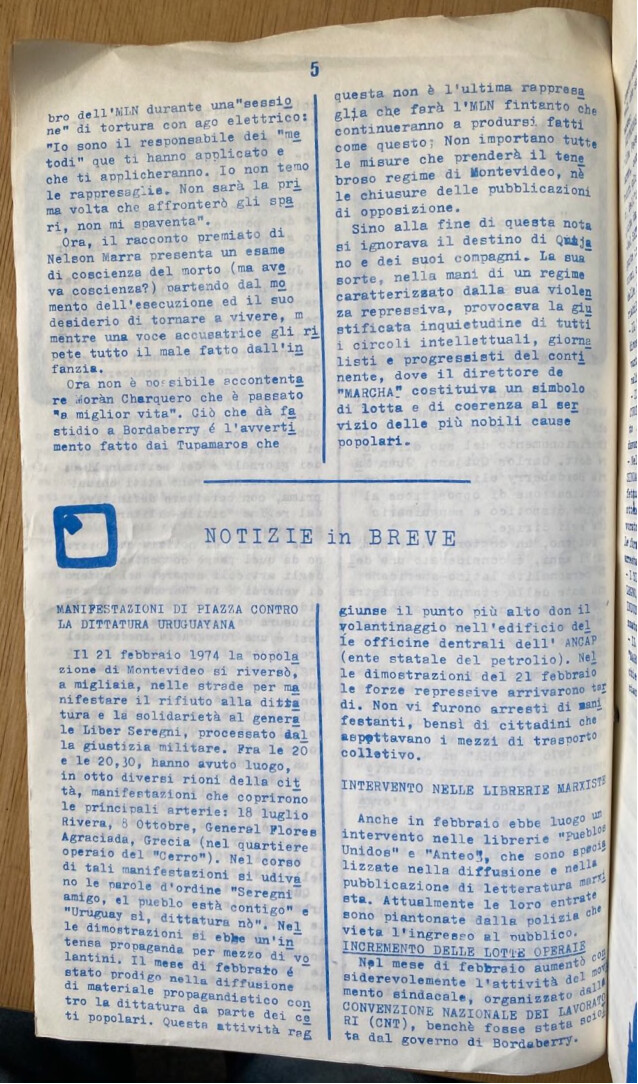 5
bro dell'MLN durante una"sessio
ne" di tortura con ago elettrico:
"Io sono il responsabile dei "me
todi" que ti hanno applicato e
che ti applicheranno. Io non temo
le rappresaglie. Non sarà la pri
ma volta che affronterò gli spa
ri, non mi spaventa".
Ora, il racconto premiato di
Nelson Marra presenta un esame
di coscienza del morto (ma ave
va coscienza?) partendo dal mo
mento dell'esecuzione ed il suo
desiderio di tornare a vivere, m
mentre una voce accusatrice gli ri
pete tutto il male fatto dall'in
fanzia.
Ora non è possibile accontenta
re Moràn Charquero che è passato
"a miglior vita". Ciò che dà fa
stidio a Bordaberry é l'avverti
mento fatto dai Tupamaros che
questa non è l'ultima rappresa
glia che farà l'MLN fintanto che
continueranno a prodursi fatti
come questo; Non importano tutte
le misure che prenderà il tene
broso regime di Montevideo, nè
le chiusure delle pubblicazioni
di opposizione.
Sino alla fine di questa nota
si ignorava il destino di Quija
no e dei suoi compagni. La sua
sorte, nella mani di un regime
caratterizzato dalla sua violen
za repressiva, provocava la giu
stificata inquietudine di tutti
i circoli intellettuali, giorna
listi e progressisti del conti
nente, dove il direttore de
"MARCHA" costituiva un simbolo
di lotta e di coerenza al ser
vizio delle più nobili cause
popolari.
NOTIZIE in BREVE
MANIFESTAZIONI DI PIAZZA CONTRO
LA DITTATURA URUGUAYANA
Il 21 febbraio 1974 la popola
zione di Montevideo si riversò,
a migliaia, nelle strade per ma
nifestare il rifiuto alla ditta
tura e la solidarietà al genera
le Liber Seregni, processato dal
la giustizia militare. Fra le 20
e le 20,30, hanno avuto luogo,
in otto diversi rioni della cit
tà, manifestazioni che coprirono
le principali arterie: 18 luglio
Rivera, 8 Ottobre, General Flores
Agraciada, Grecia (nel quartiere
operaio del "Cerro"). Nel corso
di tali manifestazioni si udiva
no le parole d'ordine "Seregni
amigo, el pueblo està contigo" e
"Uruguay si, dittatura nò". Nel
le dimostrazioni si ebbe un'in
tensa propaganda per mezzo di vo
lantini. Il mese di febbraio é
stato prodigo nella diffusione
di materiale propagandistico con
tro la dittatura da parte dei ce
ti popolari. Questa attività rag
giunse il punto più alto don il
volantinaggio nell'edificio del
le officine dentrali dell' ANCAP
(ente statale del petrolio). Nel
le dimostrazioni del 21 febbraio
le forze repressive arrivarono tar
di. Non vi furono arresti di mani
festanti, bensì di cittadini che
aspettavano i mezzi di trasporto
colletivo.
INTERVENTO NELLE LIBRERIE MARXISTE
Anche in febbraio ebbe luogo un
intervento nelle librerie "Pueblos
Unidos" e "Anteo", che sono specia
lizzate nella diffusione e nella
pubblicazione di letteratura marxi
sta. Attualmente le loro entrate
sono piantonate dalla polizia che
vieta l'ingresso al pubblico.
INCREMENTO DELLE LOTTE OPERAIE
Nel mese di febbraio aumentò con
siderevolemente l'attività del movi
mento sindacale, organizzato dalla
CONVENZIONE NAZIONALE DEI LAVORATO
RI (CNT), benchè fosse stata sciol
ta dal governo di Bordaberry.